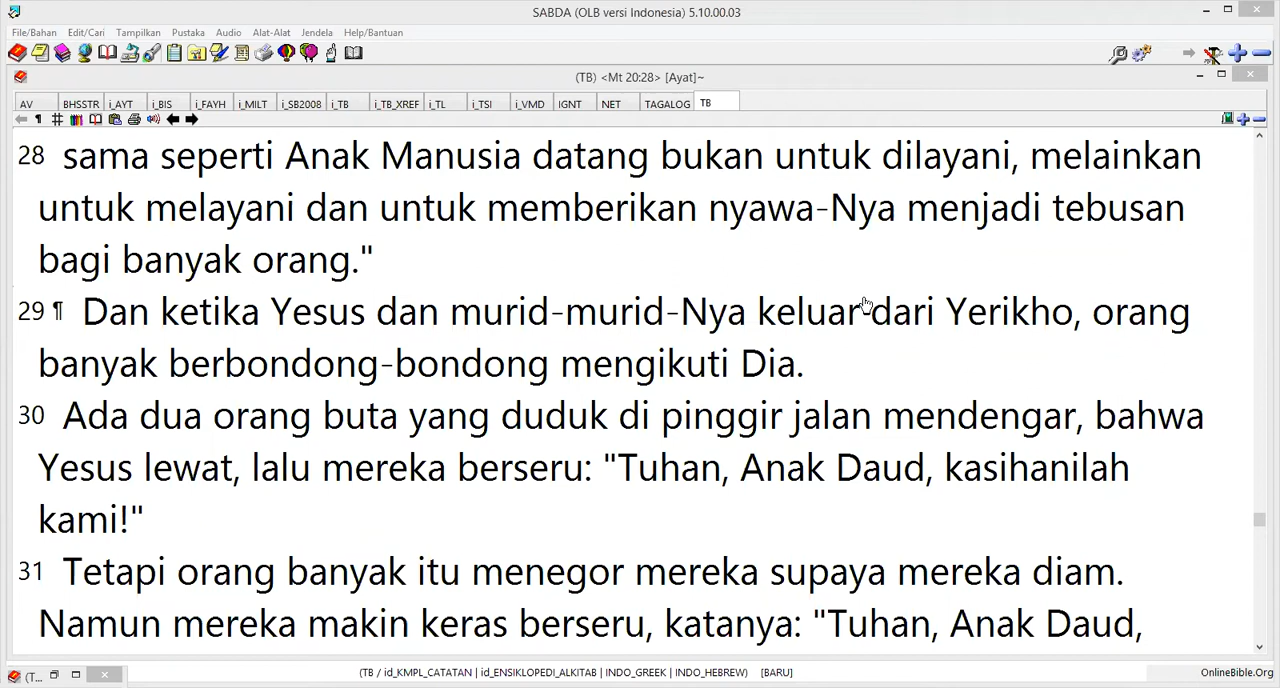 SABDA (OLB versi Indonesia) 5.10.00.03
File/Bahan Edit/Cari Tampilkan Pustaka Audio Alat-Alat Jendela Help/Bantuan
(TB) <Mt 20:28> [Ayat]~
AV BHSSTR i_AYT i_BIS i_FAYH i_MILT i_SB2008 i_TB i_TB_XREF i_TL i_TSI i_VMD IGNT NET TAGALOG TB
28 sama seperti Anak Manusia datang bukan untuk dilayani, melainkan
untuk melayani dan untuk memberikan nyawa-Nya menjadi tebusan
bagi banyak orang."
29 ¶ Dan ketika Yesus dan murid-murid-Nya keluar dari Yerikho, orang
banyak berbondong-bondong mengikuti Dia.
30 Ada dua orang buta yang duduk di pinggir jalan mendengar, bahwa
Yesus lewat, lalu mereka berseru: "Tuhan, Anak Daud, kasihanilah
kami!"
31 Tetapi orang banyak itu menegor mereka supaya mereka diam.
Namun mereka makin keras berseru, katanya: "Tuhan, Anak Daud,
(T... (TB / id_KMPL_CATATAN | id_ENSIKLOPEDI_ALKITAB | INDO_GREEK | INDO_HEBREW) [BARU] OnlineBible.Org